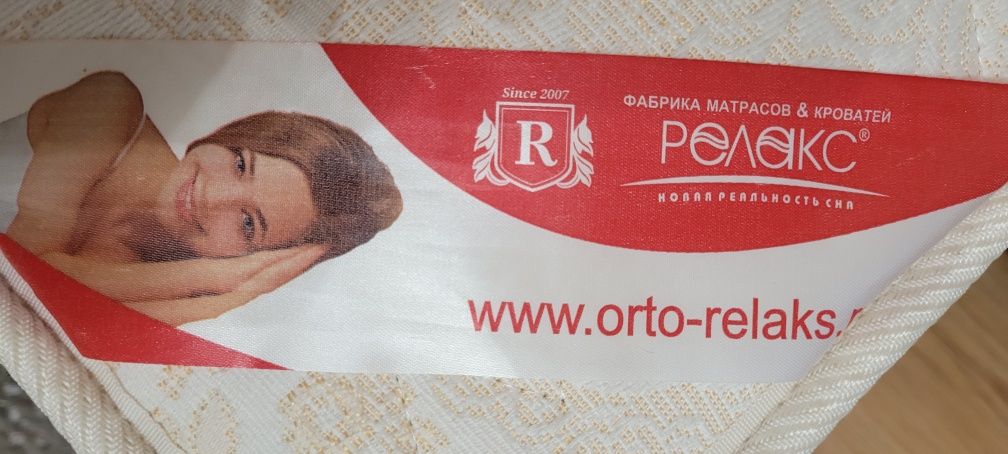 Since 2007
R
ФАБРИКА МАТРАСОВ & КРОВАТЕЙ
РЕЛАКС®
НОВАЯ РЕАЛЬНОСТЬ СНА
www.orto-relaks.